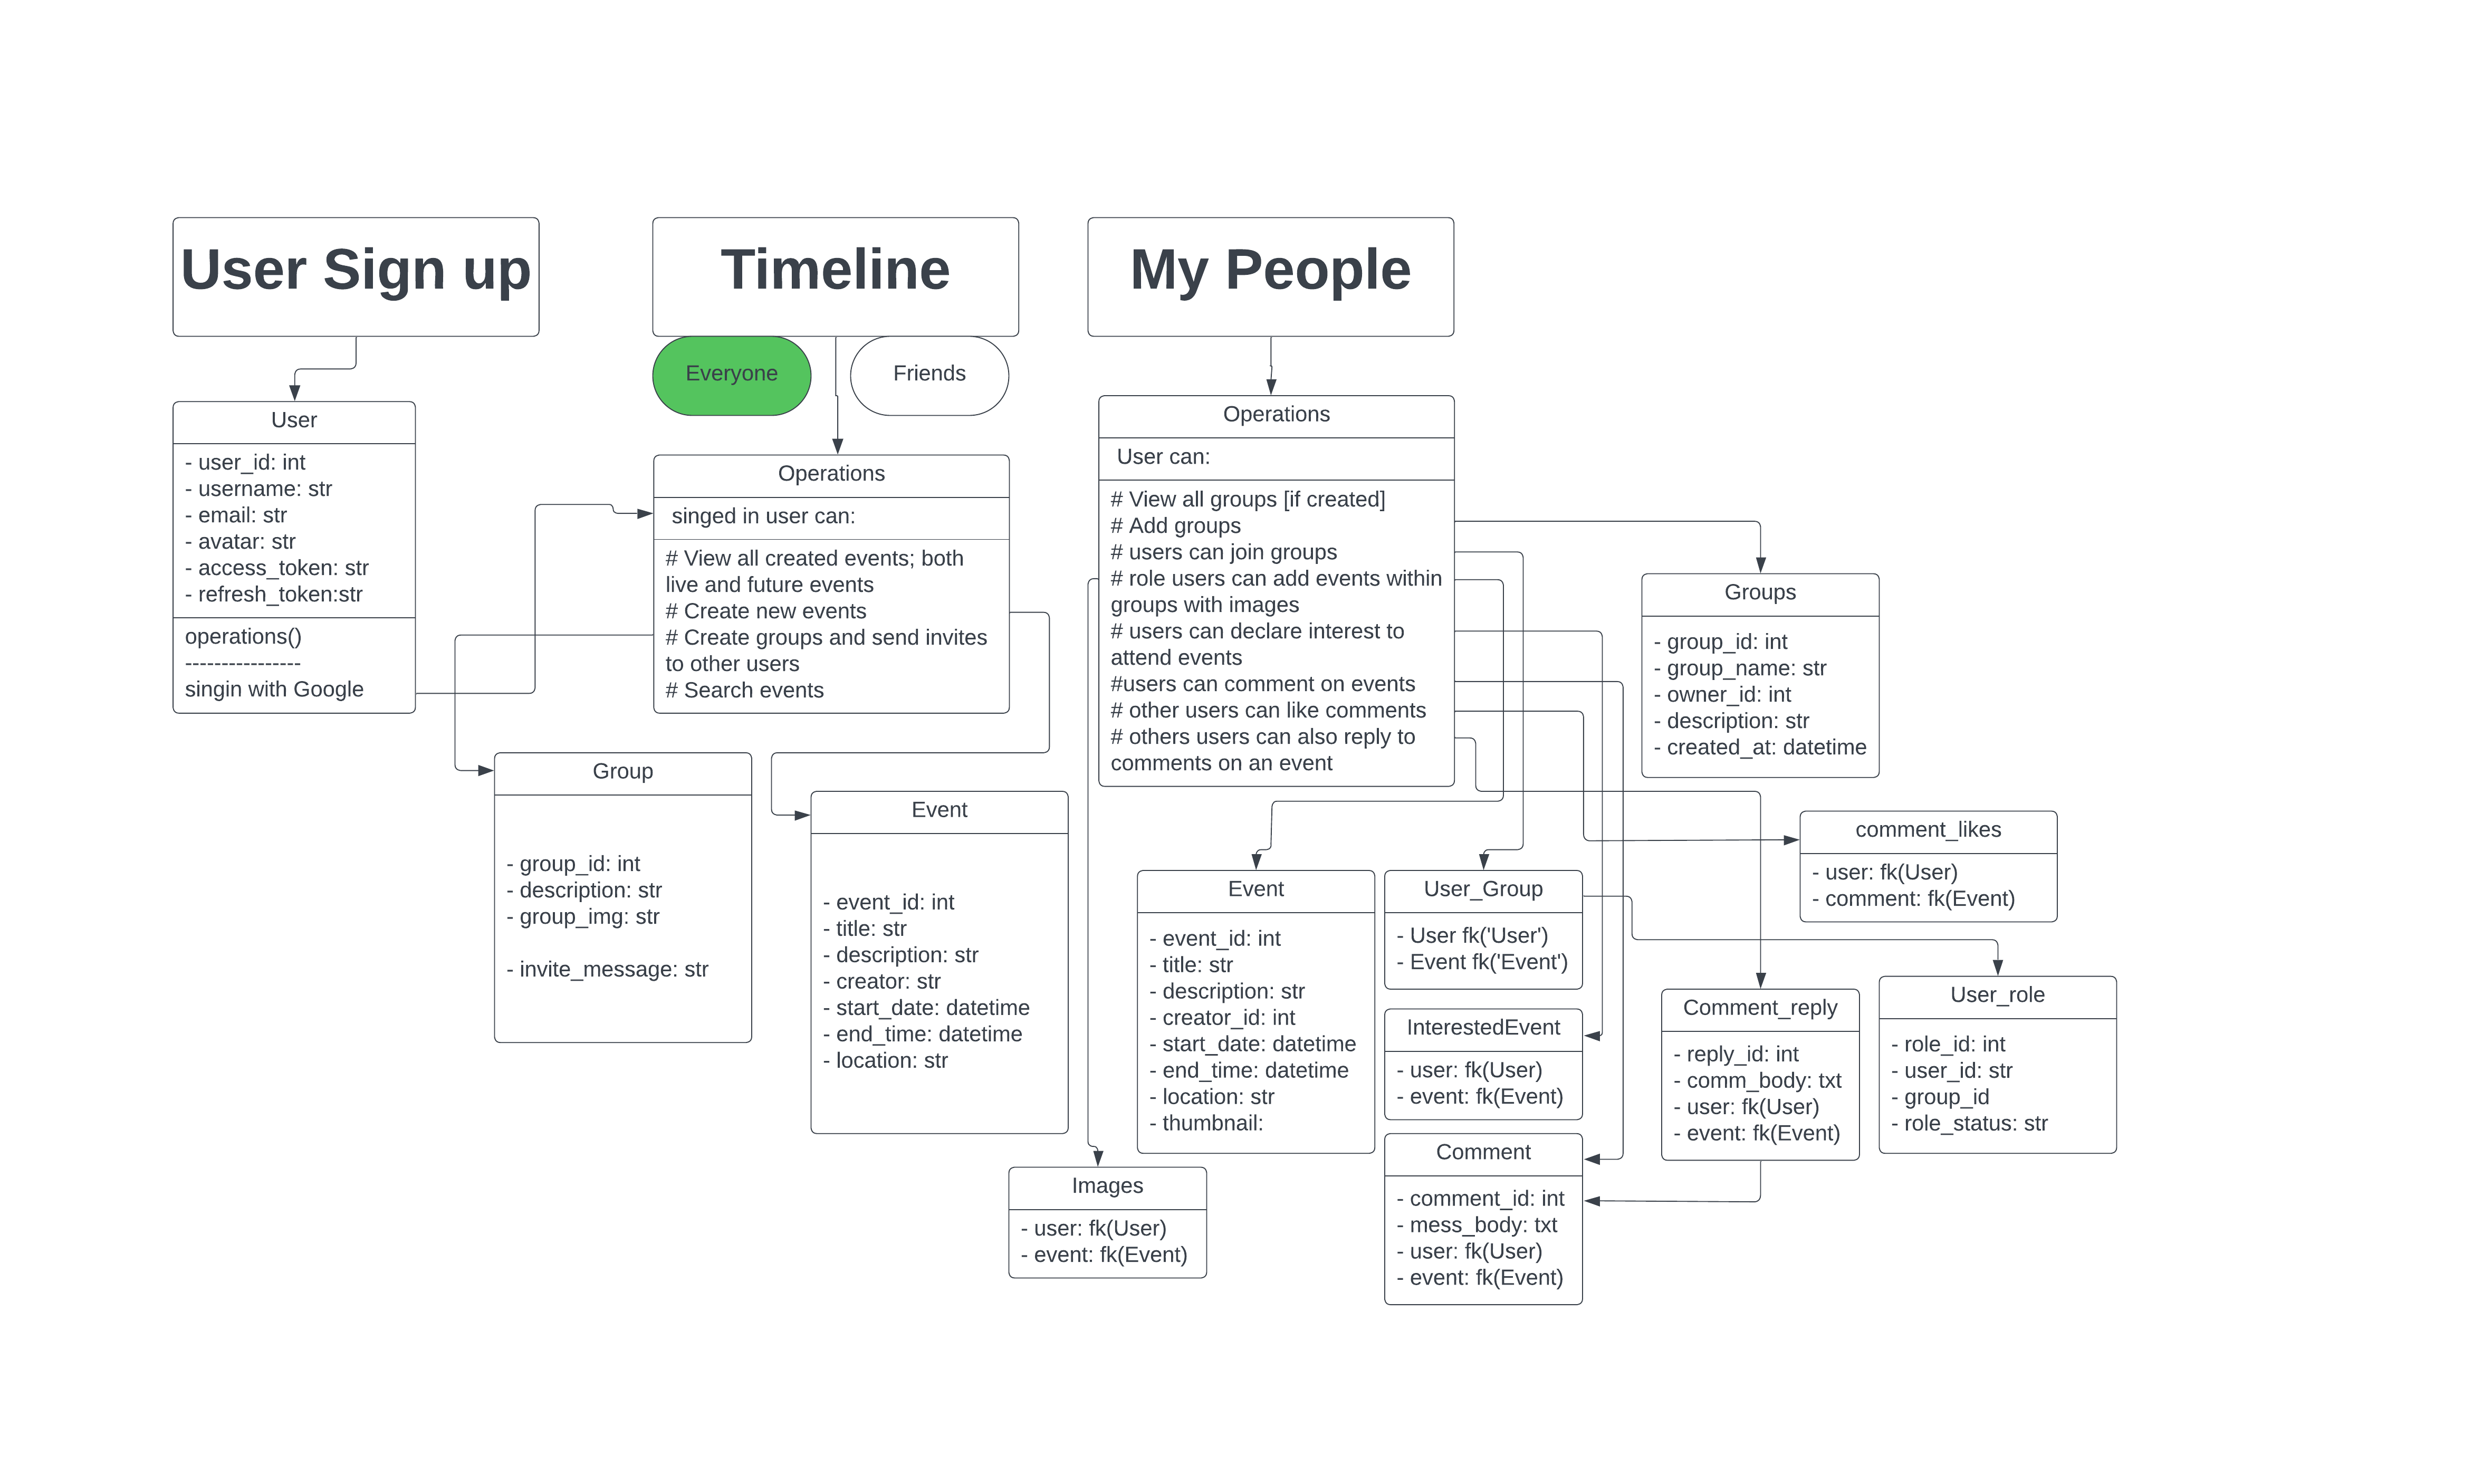 User Sign up
Timeline
My People
Everyone
Friends
User
- user_id: int
- username: str
- email: str
- avatar: str
- access_token: str
- refresh_token:str
operations()
----------------
singin with Google
Operations
singed in user can:
# View all created events; both
live and future events
# Create new events
# Create groups and send invites
to other users
# Search events
Operations
User can:
# View all groups [if created]
# Add groups
# users can join groups
# role users can add events within
groups with images
# users can declare interest to
attend events
#users can comment on events
# other users can like comments
# others users can also reply to
comments on an event
Groups
- group_id: int
- group_name: str
- owner_id: int
- description: str
- created_at: datetime
Group
- group_id: int
- description: str
- group_img: str
- invite_message: str
Event
- event_id: int
- title: str
- description: str
- creator: str
- start_date: datetime
- end_time: datetime
- location: str
Event
- event_id: int
- title: str
- description: str
- creator_id: int
- start_date: datetime
- end_time: datetime
- location: str
- thumbnail:
User_Group
- User fk('User')
- Event fk('Event')
comment_likes
- user: fk(User)
- comment: fk(Event)
InterestedEvent
- user: fk(User)
- event: fk(Event)
Comment_reply
- reply_id: int
- comm_body: txt
- user: fk(User)
- event: fk(Event)
User_role
- role_id: int
- user_id: str
- group_id
- role_status: str
Images
- user: fk(User)
- event: fk(Event)
Comment
- comment_id: int
- mess_body: txt
- user: fk(User)
- event: fk(Event)